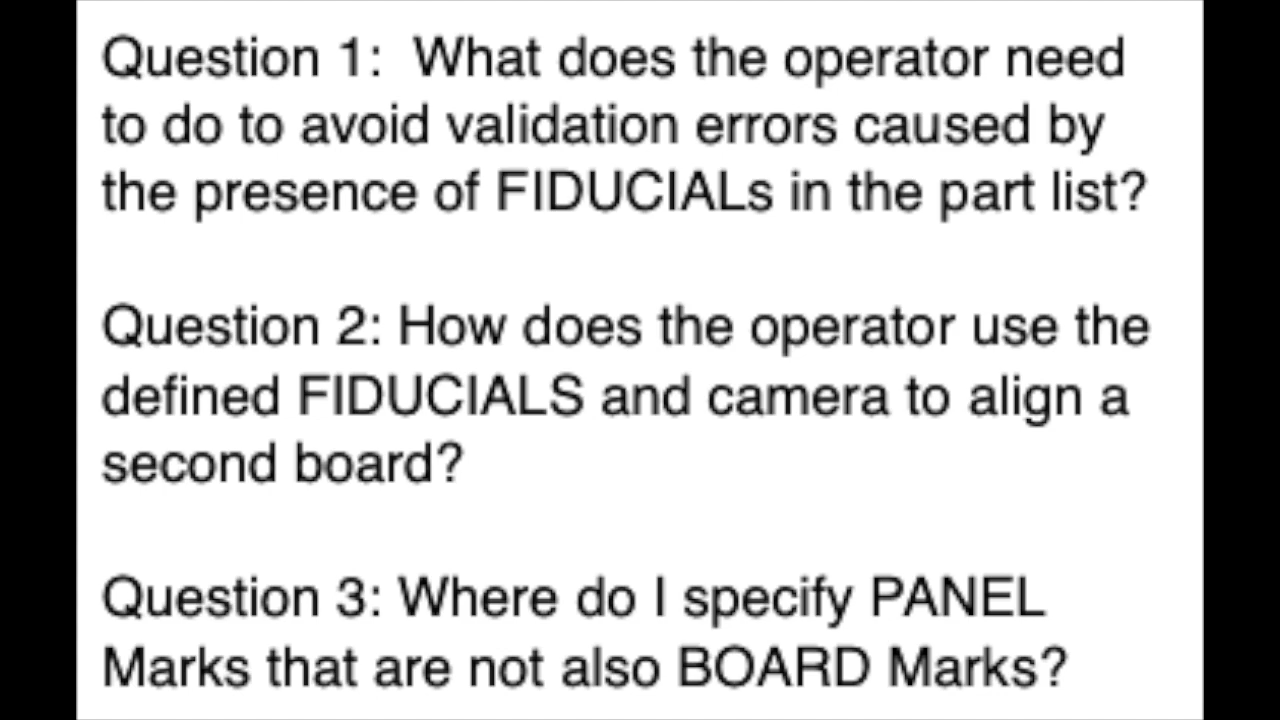 Question 1:  What does the operator need
to do to avoid validation errors caused by
the presence of FIDUCIALs in the part list?
Question 2: How does the operator use the
defined FIDUCIALS and camera to align a
second board?
Question 3: Where do I specify PANEL
Marks that are not also BOARD Marks?